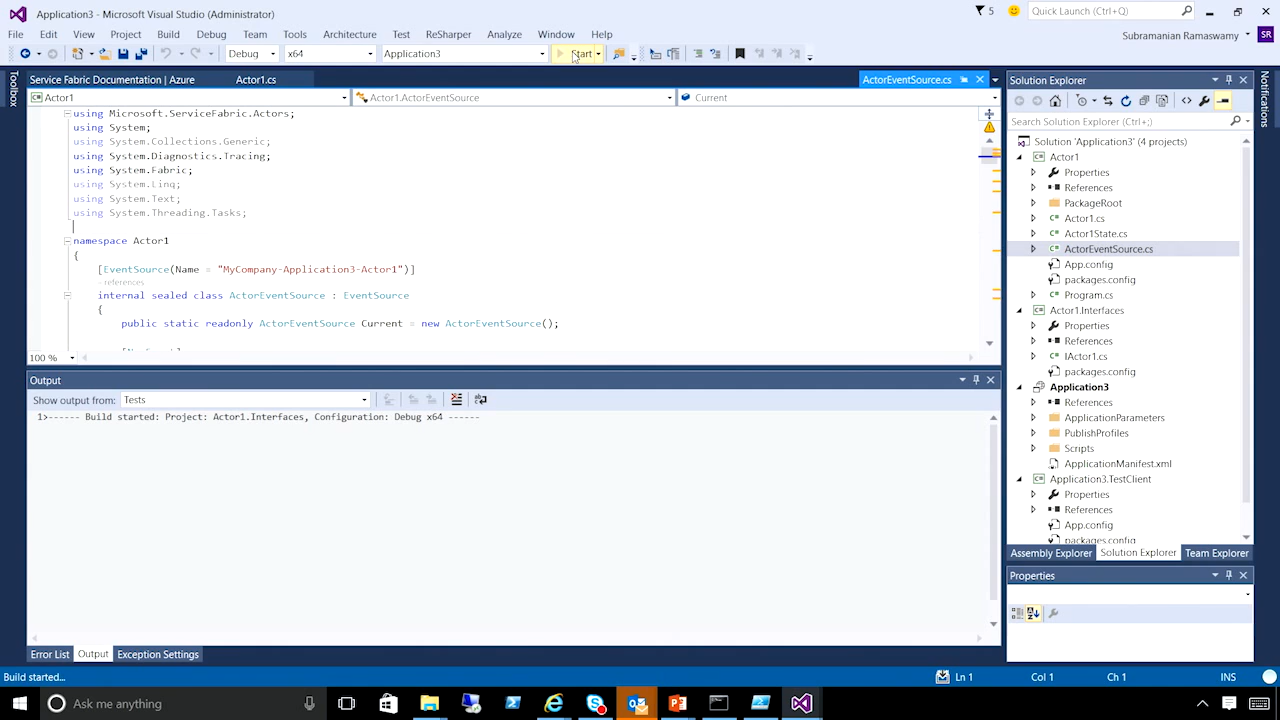 Application3 - Microsoft Visual Studio (Administrator)
5
Quick Launch (Ctrl+Q)
File Edit View Project Build Debug Team Tools Architecture Test ReSharper Analyze Window Help
Subramanian Ramaswamy
SR
Debug x64 Application3 Start
Toolbox
Service Fabric Documentation | Azure Actor1.cs ActorEventSource.cs
Actor1 Actor1.ActorEventSource Current
using Microsoft.ServiceFabric.Actors;
using System;
using System.Collections.Generic;
using System.Diagnostics.Tracing;
using System.Fabric;
using System.Linq;
using System.Text;
using System.Threading.Tasks;
namespace Actor1
{
[EventSource(Name = "MyCompany-Application3-Actor1")]
- references
internal sealed class ActorEventSource : EventSource
{
public static readonly ActorEventSource Current = new ActorEventSource();
100 %
Output
Show output from: Tests
1>------ Build started: Project: Actor1.Interfaces, Configuration: Debug x64 ------
Error List Output Exception Settings
Solution Explorer
Search Solution Explorer (Ctrl+;)
Solution 'Application3' (4 projects)
Actor1
Properties
References
PackageRoot
Actor1.cs
Actor1State.cs
ActorEventSource.cs
App.config
packages.config
Program.cs
Actor1.Interfaces
Properties
References
IActor1.cs
packages.config
Application3
References
ApplicationParameters
PublishProfiles
Scripts
ApplicationManifest.xml
Application3.TestClient
Properties
References
App.config
packages.config
Assembly Explorer Solution Explorer Team Explorer
Properties
Notifications
Build started...
Ln 1 Col 1 Ch 1 INS
Ask me anything